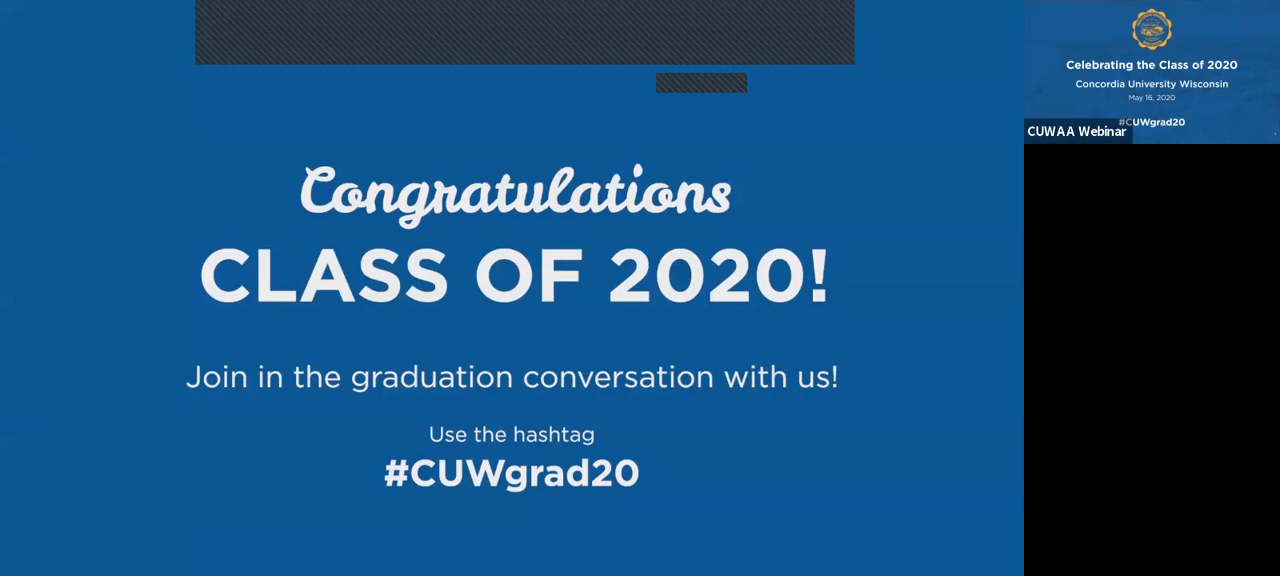 Congratulations
CLASS OF 2020!
Join in the graduation conversation with us!
Use the hashtag
#CUWgrad20
Celebrating the Class of 2020
Concordia University Wisconsin
May 16, 2020
#CUWgrad20
CUWAA Webinar